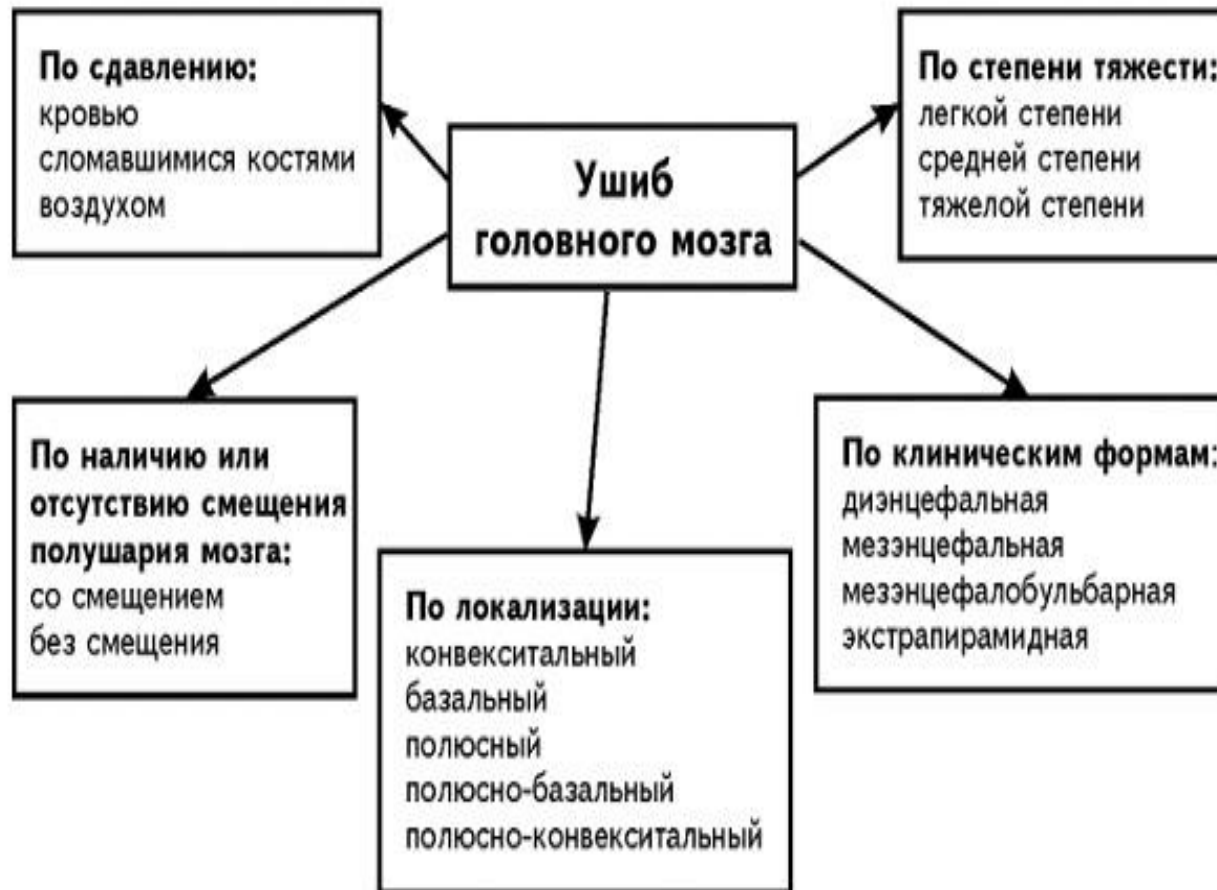 По сдавлению:
кровью
сломавшимися костями
воздухом
Ушиб
головного мозга
По степени тяжести:
легкой степени
средней степени
тяжелой степени
По наличию или
отсутствию смещения
полушария мозга:
со смещением
без смещения
По локализации:
конвекситальный
базальный
полюсный
полюсно-базальный
полюсно-конвекситальный
По клиническим формам:
диэнцефальная
мезэнцефальная
мезэнцефалобульбарная
экстрапирамидная